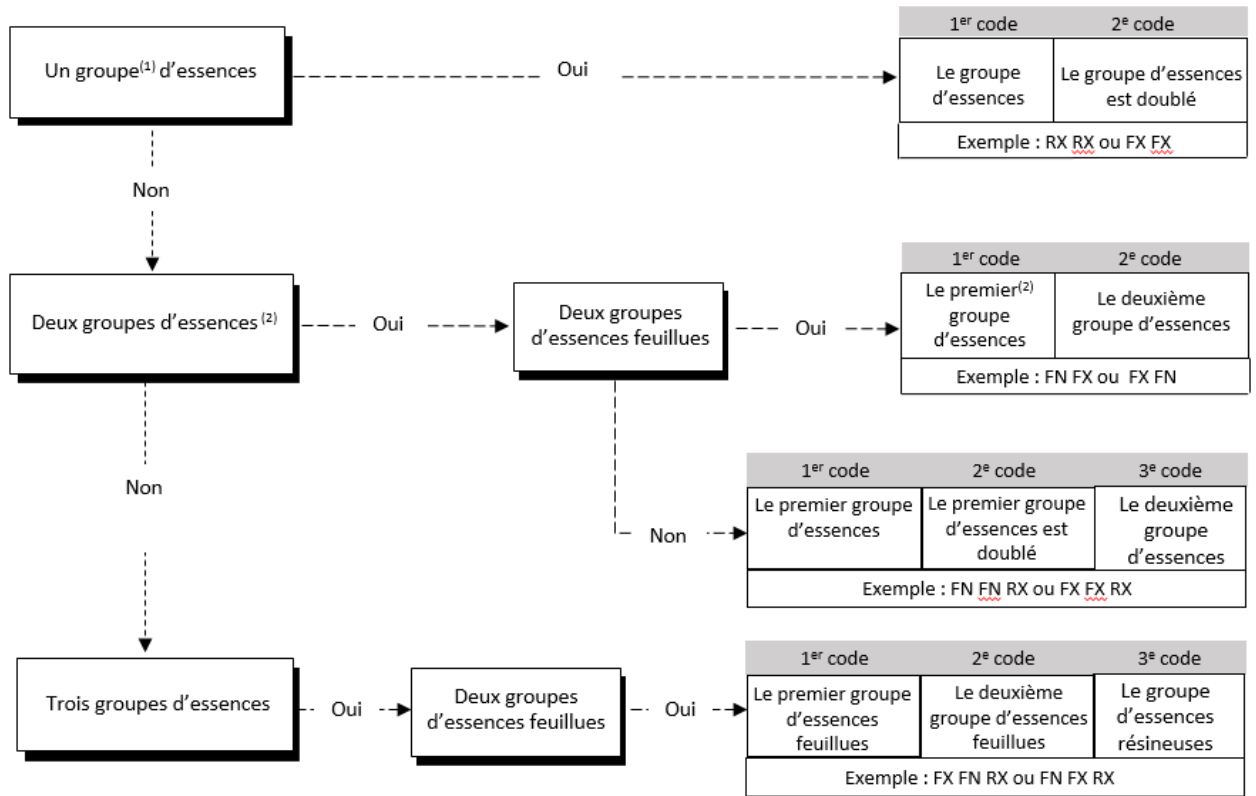 Un groupe(1) d'essences
Oui
1er code 2e code
Le groupe
d'essences
Le groupe d'essences
est doublé
Exemple : RX RX ou FX FX
Non
Deux groupes d'essences (2)
Oui
Deux groupes
d'essences feuillues
Oui
1er code 2e code
Le premier(2)
groupe
d'essences
Le deuxième
groupe d'essences
Exemple : FN FX ou FX FN
Non
Non
1er code 2e code 3e code
Le premier groupe
d'essences
Le premier groupe
d'essences est
doublé
Le deuxième
groupe
d'essences
Exemple : FN FN RX ou FX FX RX
Trois groupes d'essences
Oui
Deux groupes
d'essences feuillues
Oui
1er code 2e code 3e code
Le premier groupe
d'essences
feuillues
Le deuxième
groupe d'essences
feuillues
Le groupe
d'essences
résineuses
Exemple : FX FN RX ou FN FX RX